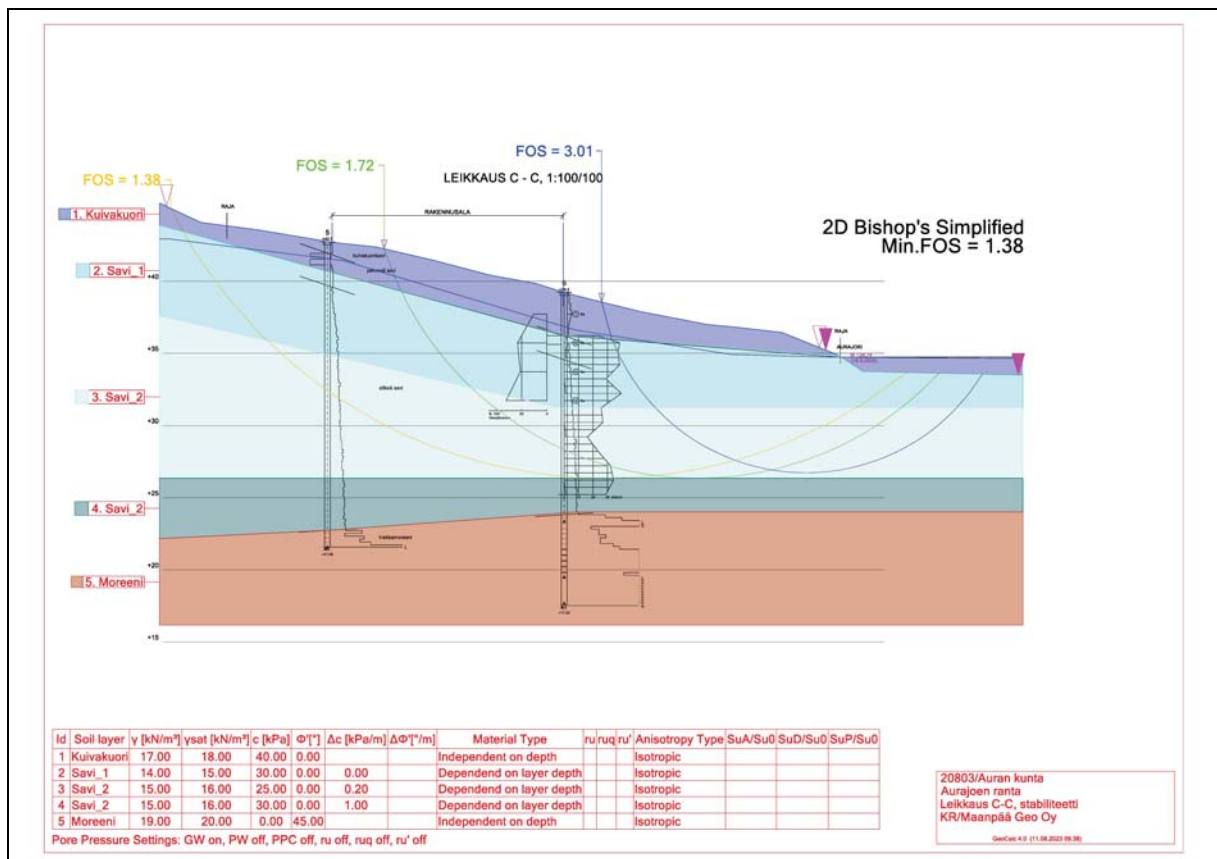 FOS = 3.01
FOS = 1.72
FOS = 1.38
LEIKKAUS C - C, 1:100/100
RAJA
RAKENNUSALA
1. Kuivakuori
2D Bishop's Simplified
Min.FOS = 1.38
2. Savi_1
+40
+35
RAJA
AURAJOKI
3. Savi_2
+30
+25
4. Savi_2
+20
5. Moreeni
+15
Id Soil layer γ [kN/m³] γsat [kN/m³] c [kPa] Φ'[°] Δc [kPa/m] ΔΦ'[°/m] Material Type ru ruq ru' Anisotropy Type SuA/Su0 SuD/Su0 SuP/Su0
1 Kuivakuori 17.00 18.00 40.00 0.00 Independent on depth Isotropic
2 Savi_1 14.00 15.00 30.00 0.00 0.00 Dependend on layer depth Isotropic
3 Savi_2 15.00 16.00 25.00 0.00 0.20 Dependend on layer depth Isotropic
4 Savi_2 15.00 16.00 30.00 0.00 1.00 Dependend on layer depth Isotropic
5 Moreeni 19.00 20.00 0.00 45.00 Independent on depth Isotropic
Pore Pressure Settings: GW on, PW off, PPC off, ru off, ruq off, ru' off
20803/Auran kunta
Aurajoen ranta
Leikkaus C-C, stabiliteetti
KR/Maanpää Geo Oy
GeoCalc 4.0 (11.08.2023 09:38)